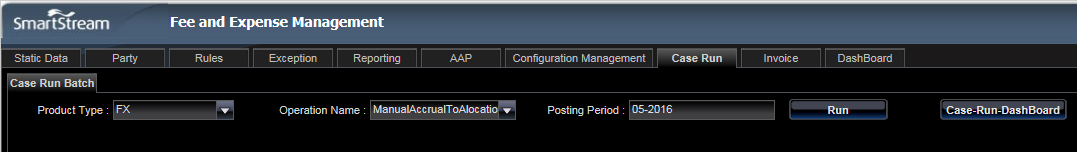 SmartStream Fee and Expense Management
Static Data Party Rules Exception Reporting AAP Configuration Management Case Run Invoice DashBoard
Case Run Batch
Product Type : FX Operation Name : ManualAccrualToAlocatio Posting Period : 05-2016 Run Case-Run-DashBoard